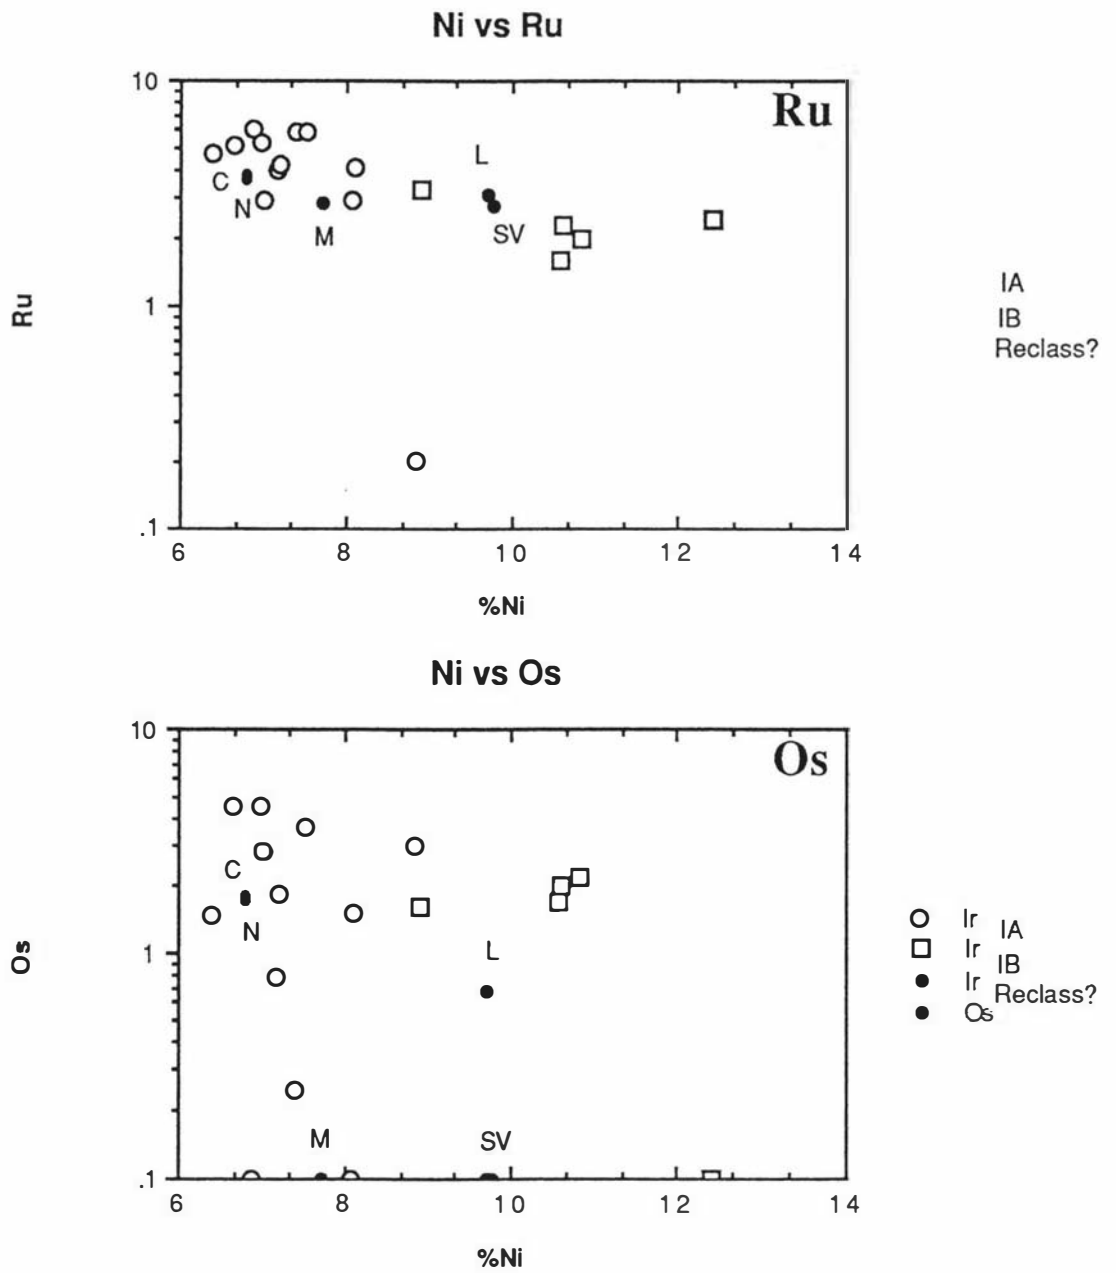 Ni vs Ru
10
Ru
L
C
N
M
SV
IA
IB
Reclass?
Ru
1
.1
6 8 10 12 14
%Ni
Ni vs Os
10
Os
C
N
L
Ir IA
Ir IB
Ir Reclass?
Os
Os
1
M SV
.1
6 8 10 12 14
%Ni